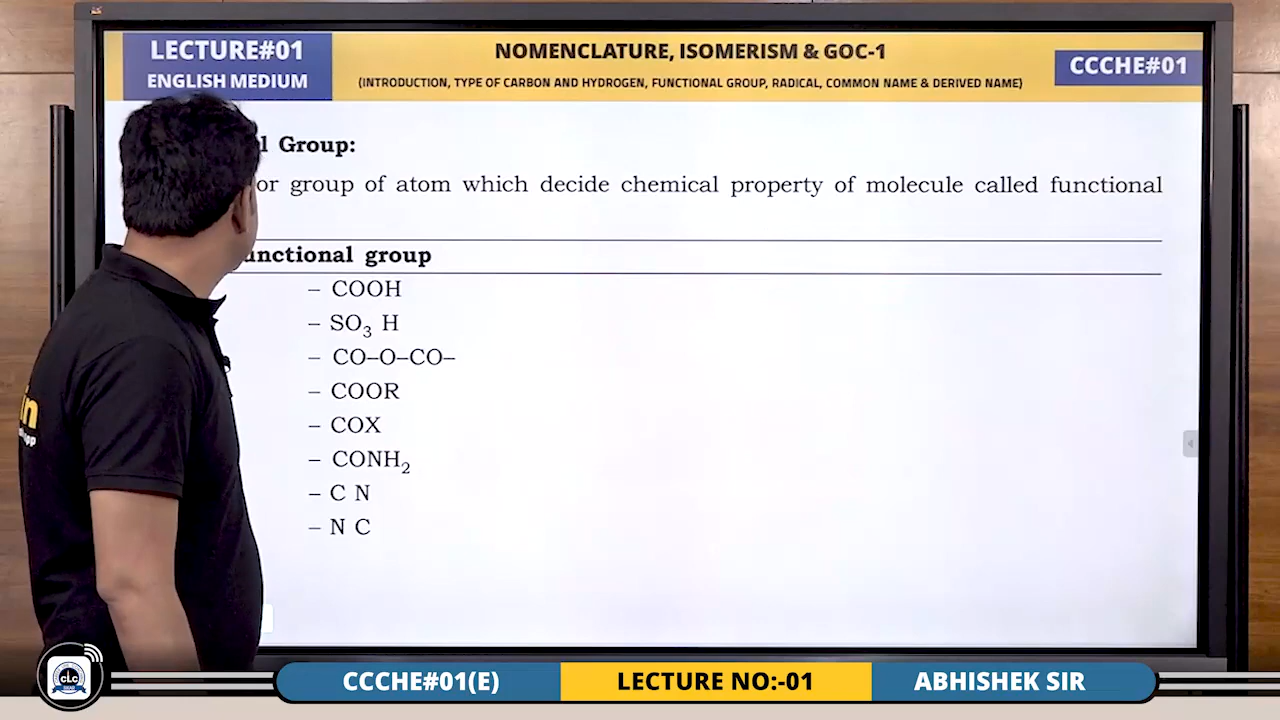 LECTURE#01
ENGLISH MEDIUM
NOMENCLATURE, ISOMERISM & GOC-1
(INTRODUCTION, TYPE OF CARBON AND HYDROGEN, FUNCTIONAL GROUP, RADICAL, COMMON NAME & DERIVED NAME)
CCCHE#01
Group:
or group of atom which decide chemical property of molecule called functional
functional group
– COOH
– SO₃ H
– CO–O–CO–
– COOR
– COX
– CONH₂
– C N
– N C
CLC
CCCHE#01(E)
LECTURE NO:-01
ABHISHEK SIR